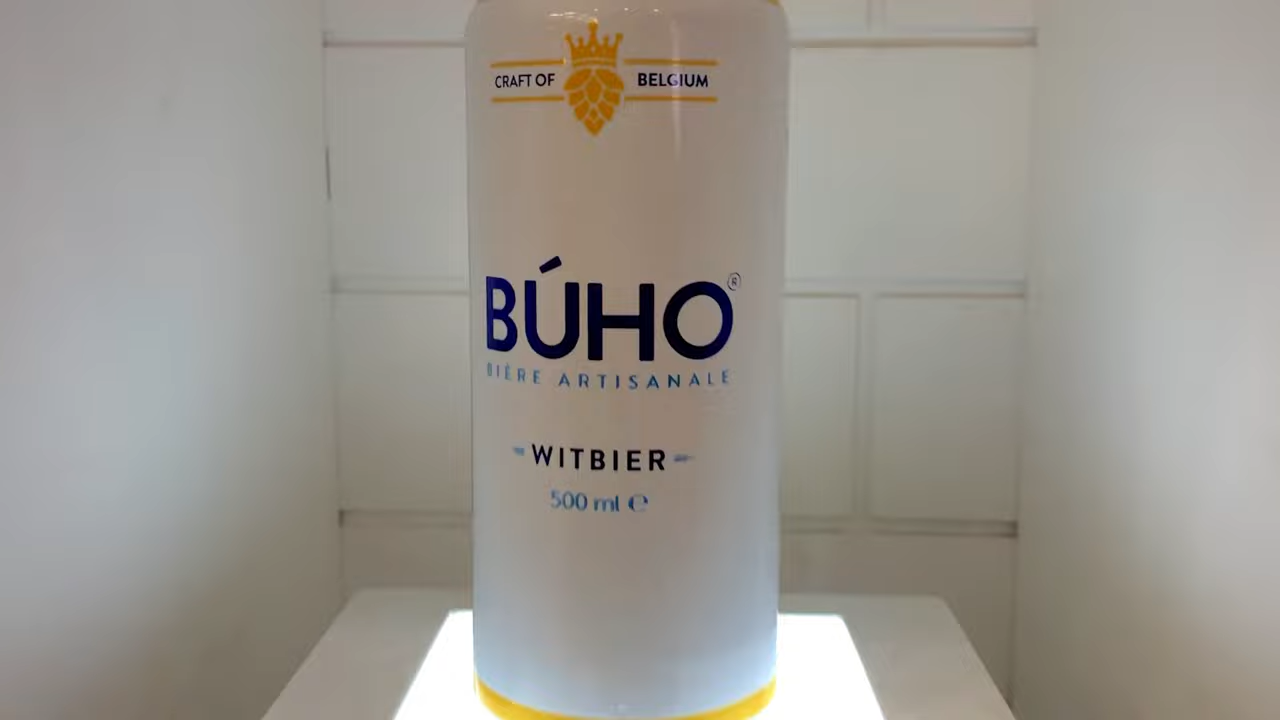 CRAFT OF BELGIUM
BÚHO®
BIÈRE ARTISANALE
WITBIER
500 ml ℮